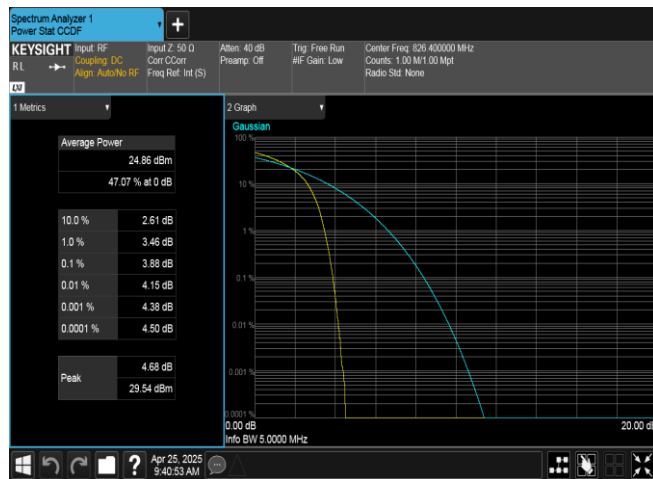 Spectrum Analyzer 1
Power Stat CCDF
+
KEYSIGHT
RL
LXI
Input: RF
Coupling: DC
Align: Auto/No RF
Input Z: 50 Ω
Corr CCorr
Freq Ref: Int (S)
Atten: 40 dB
Preamp: Off
Trig: Free Run
#IF Gain: Low
Center Freq: 826.400000 MHz
Counts: 1.00 M/1.00 Mpt
Radio Std: None
1 Metrics
Average Power
24.86 dBm
47.07 % at 0 dB
10.0 % 2.61 dB
1.0 % 3.46 dB
0.1 % 3.88 dB
0.01 % 4.15 dB
0.001 % 4.38 dB
0.0001 % 4.50 dB
Peak
4.68 dB
29.54 dBm
2 Graph
Gaussian
100 %
10 %
1 %
0.1 %
0.01 %
0.001 %
0.0001 %
0.00 dB 20.00 dB
Info BW 5.0000 MHz
?
Apr 25, 2025
9:40:53 AM